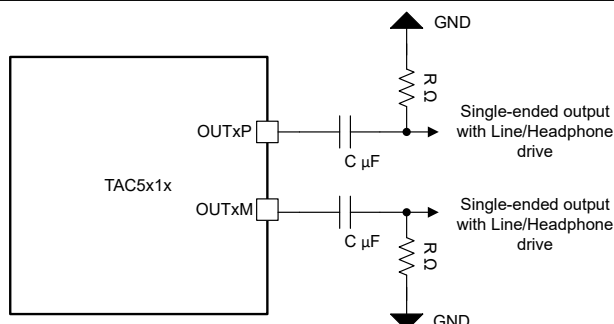 GND
R Ω
OUTxP
C µF
Single-ended output
with Line/Headphone
drive
TAC5x1x
OUTxM
C µF
Single-ended output
with Line/Headphone
drive
R Ω
GND